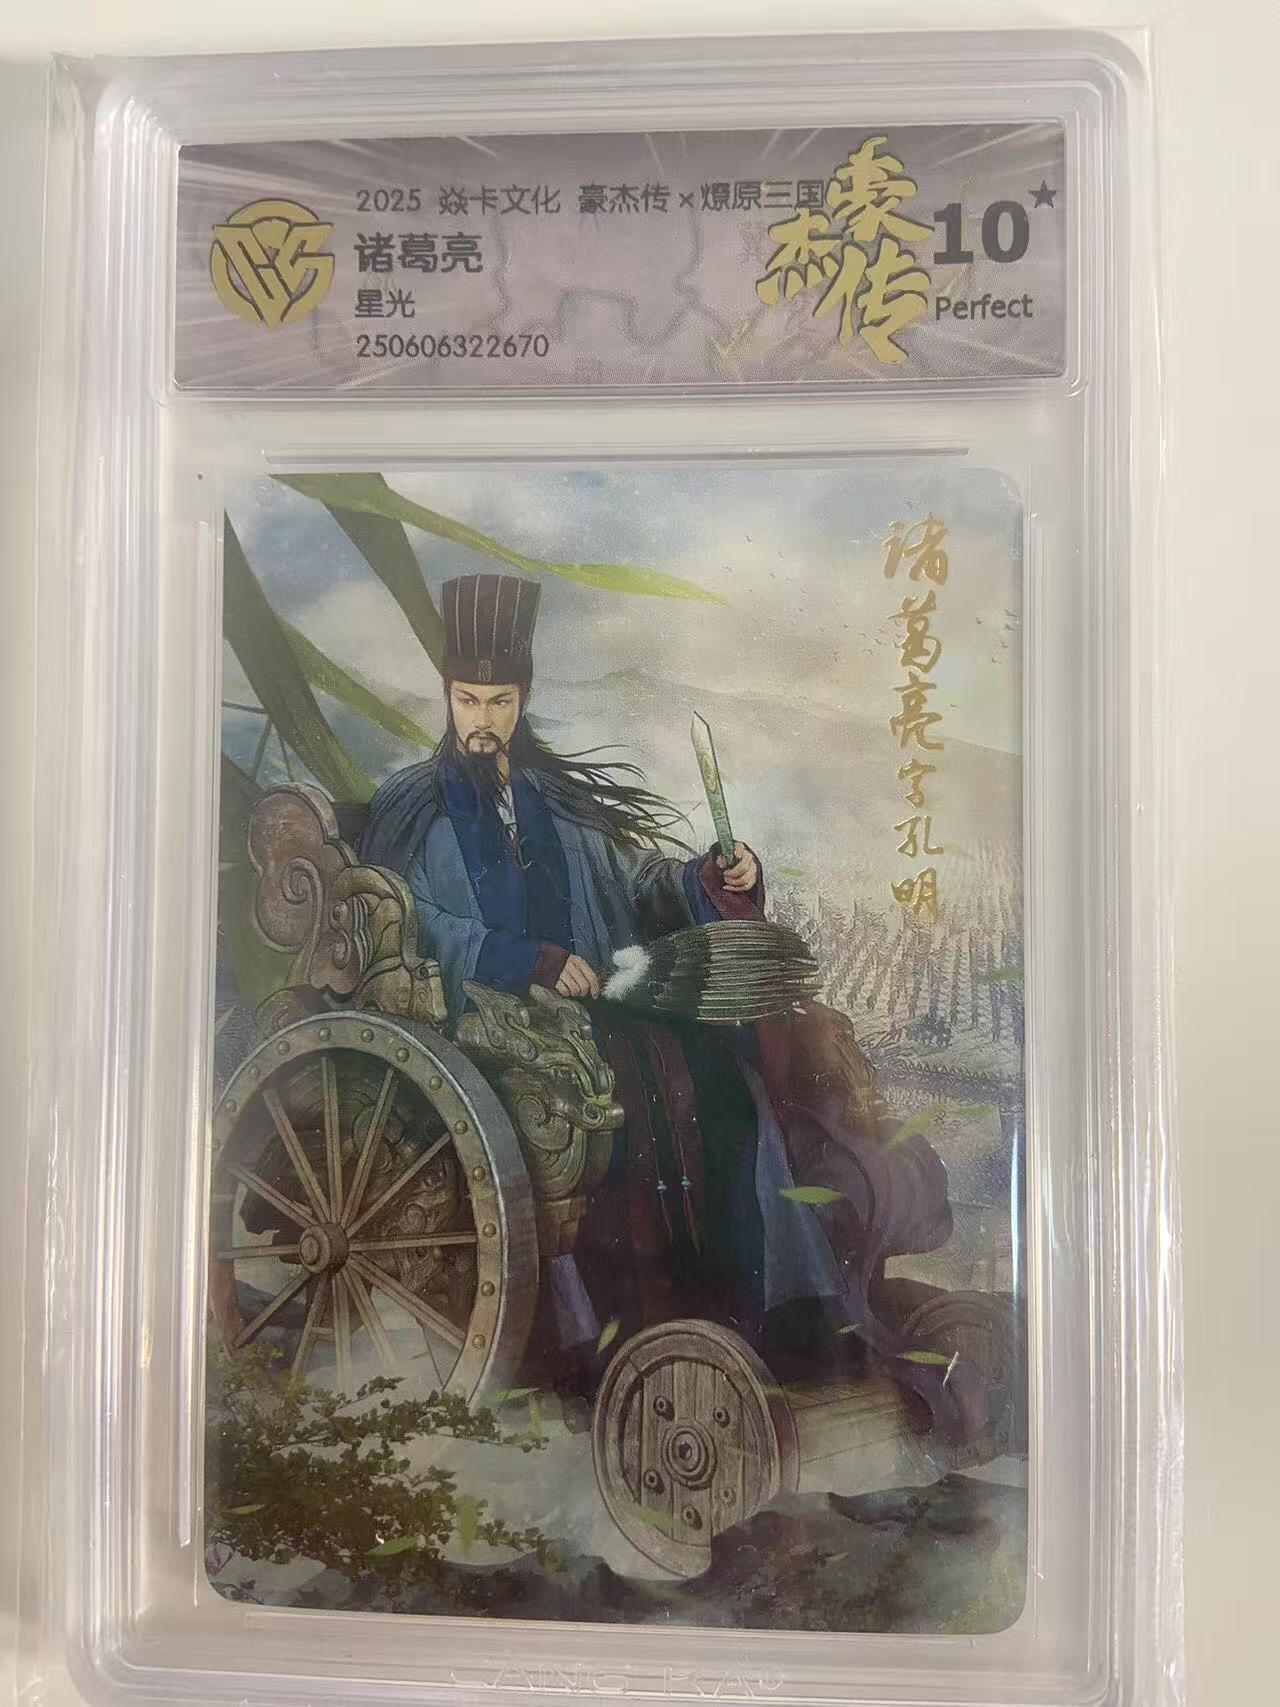 2025 焱卡文化 豪杰传×燎原三国
诸葛亮
星光
250606322670
豪杰传
10★
Perfect
诸葛亮字孔明